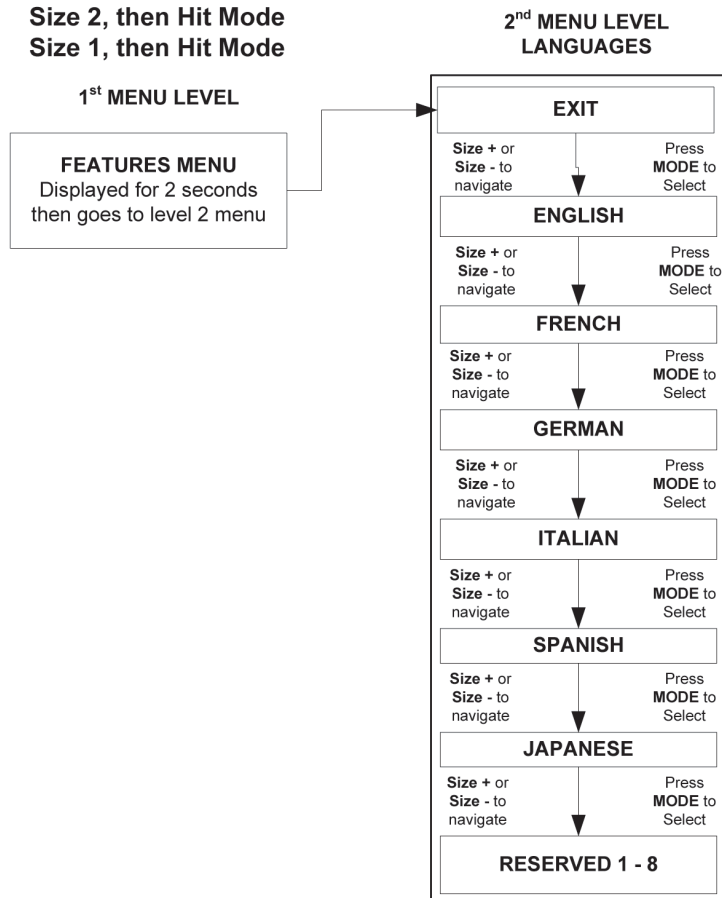 Size 2, then Hit Mode
Size 1, then Hit Mode
1st MENU LEVEL
FEATURES MENU
Displayed for 2 seconds
then goes to level 2 menu
2nd MENU LEVEL
LANGUAGES
EXIT
Size + or
Size - to
navigate
Press
MODE to
Select
ENGLISH
Size + or
Size - to
navigate
Press
MODE to
Select
FRENCH
Size + or
Size - to
navigate
Press
MODE to
Select
GERMAN
Size + or
Size - to
navigate
Press
MODE to
Select
ITALIAN
Size + or
Size - to
navigate
Press
MODE to
Select
SPANISH
Size + or
Size - to
navigate
Press
MODE to
Select
JAPANESE
Size + or
Size - to
navigate
Press
MODE to
Select
RESERVED 1 - 8